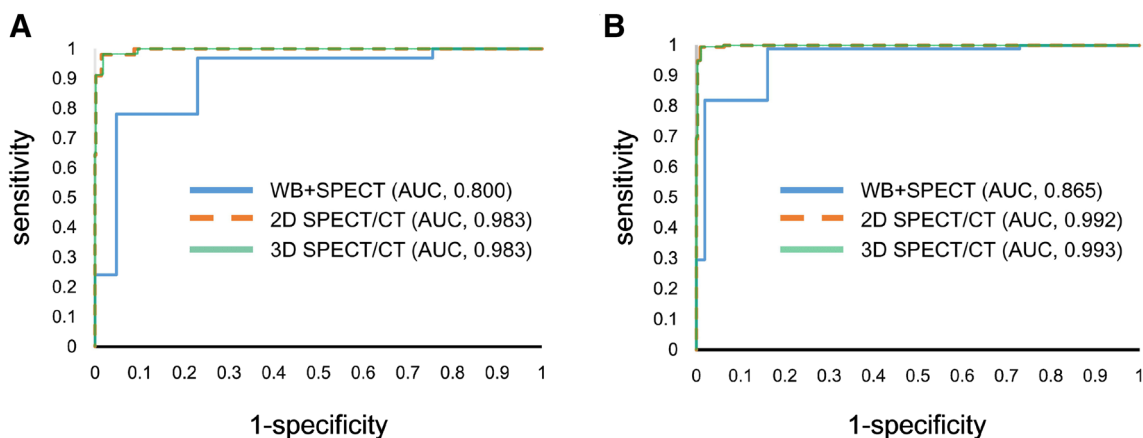 A
1
0.9
0.8
0.7
0.6
0.5
0.4
0.3
0.2
0.1
0
sensitivity
WB+SPECT (AUC, 0.800)
2D SPECT/CT (AUC, 0.983)
3D SPECT/CT (AUC, 0.983)
0 0.1 0.2 0.3 0.4 0.5 0.6 0.7 0.8 0.9 1
1-specificity
B
1
0.9
0.8
0.7
0.6
0.5
0.4
0.3
0.2
0.1
0
sensitivity
WB+SPECT (AUC, 0.865)
2D SPECT/CT (AUC, 0.992)
3D SPECT/CT (AUC, 0.993)
0 0.1 0.2 0.3 0.4 0.5 0.6 0.7 0.8 0.9 1
1-specificity